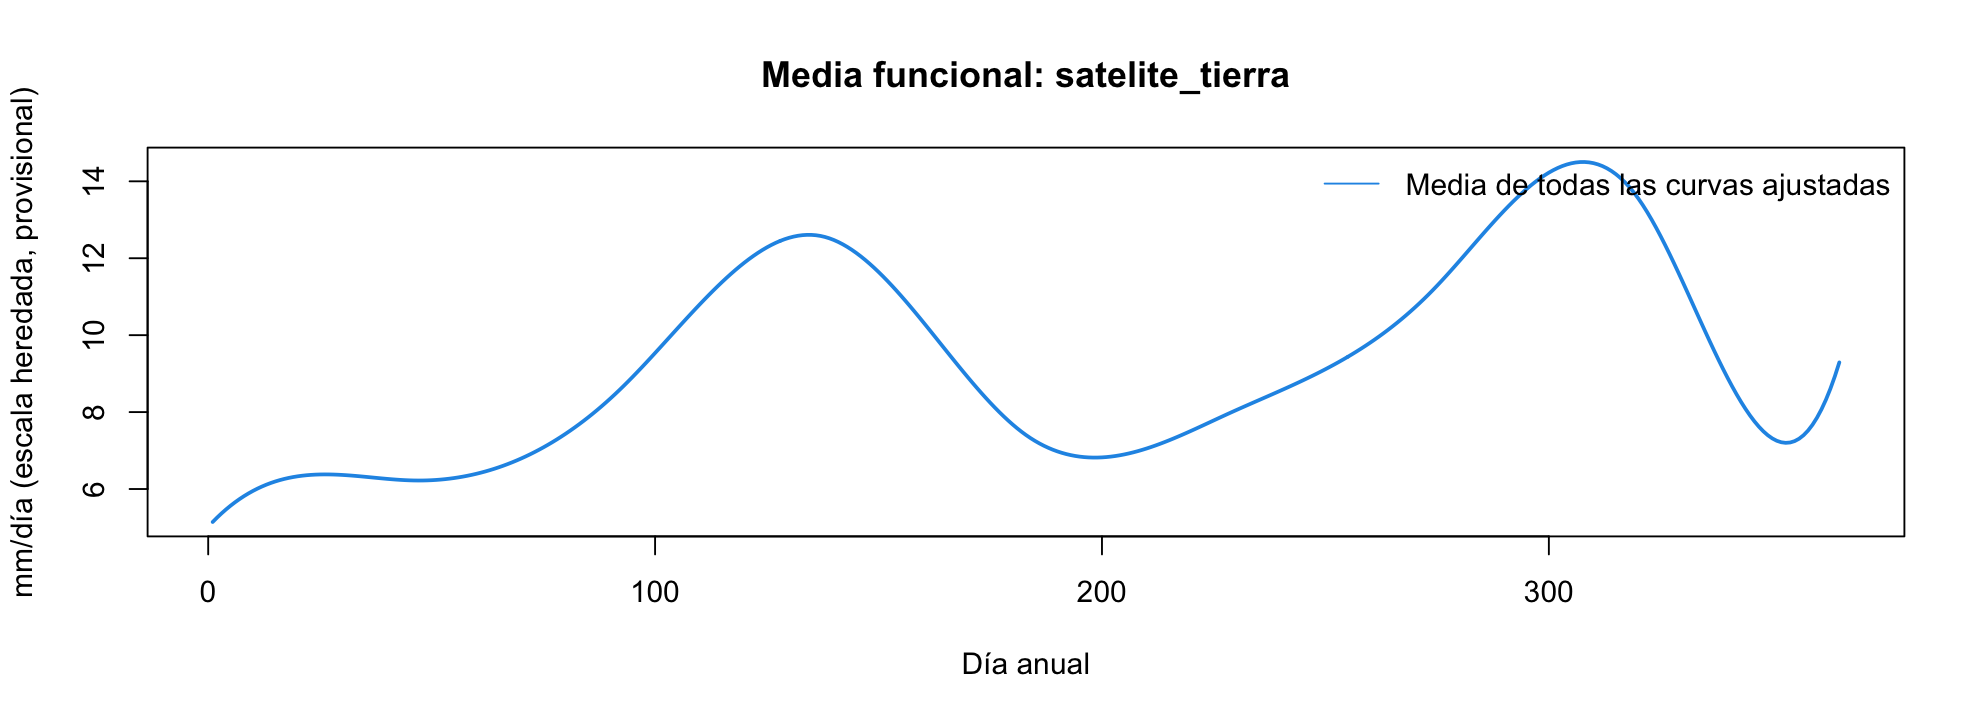 Media funcional: satelite_tierra
mm/día (escala heredada, provisional)
14
12
10
8
6
Media de todas las curvas ajustadas
0 100 200 300
Día anual